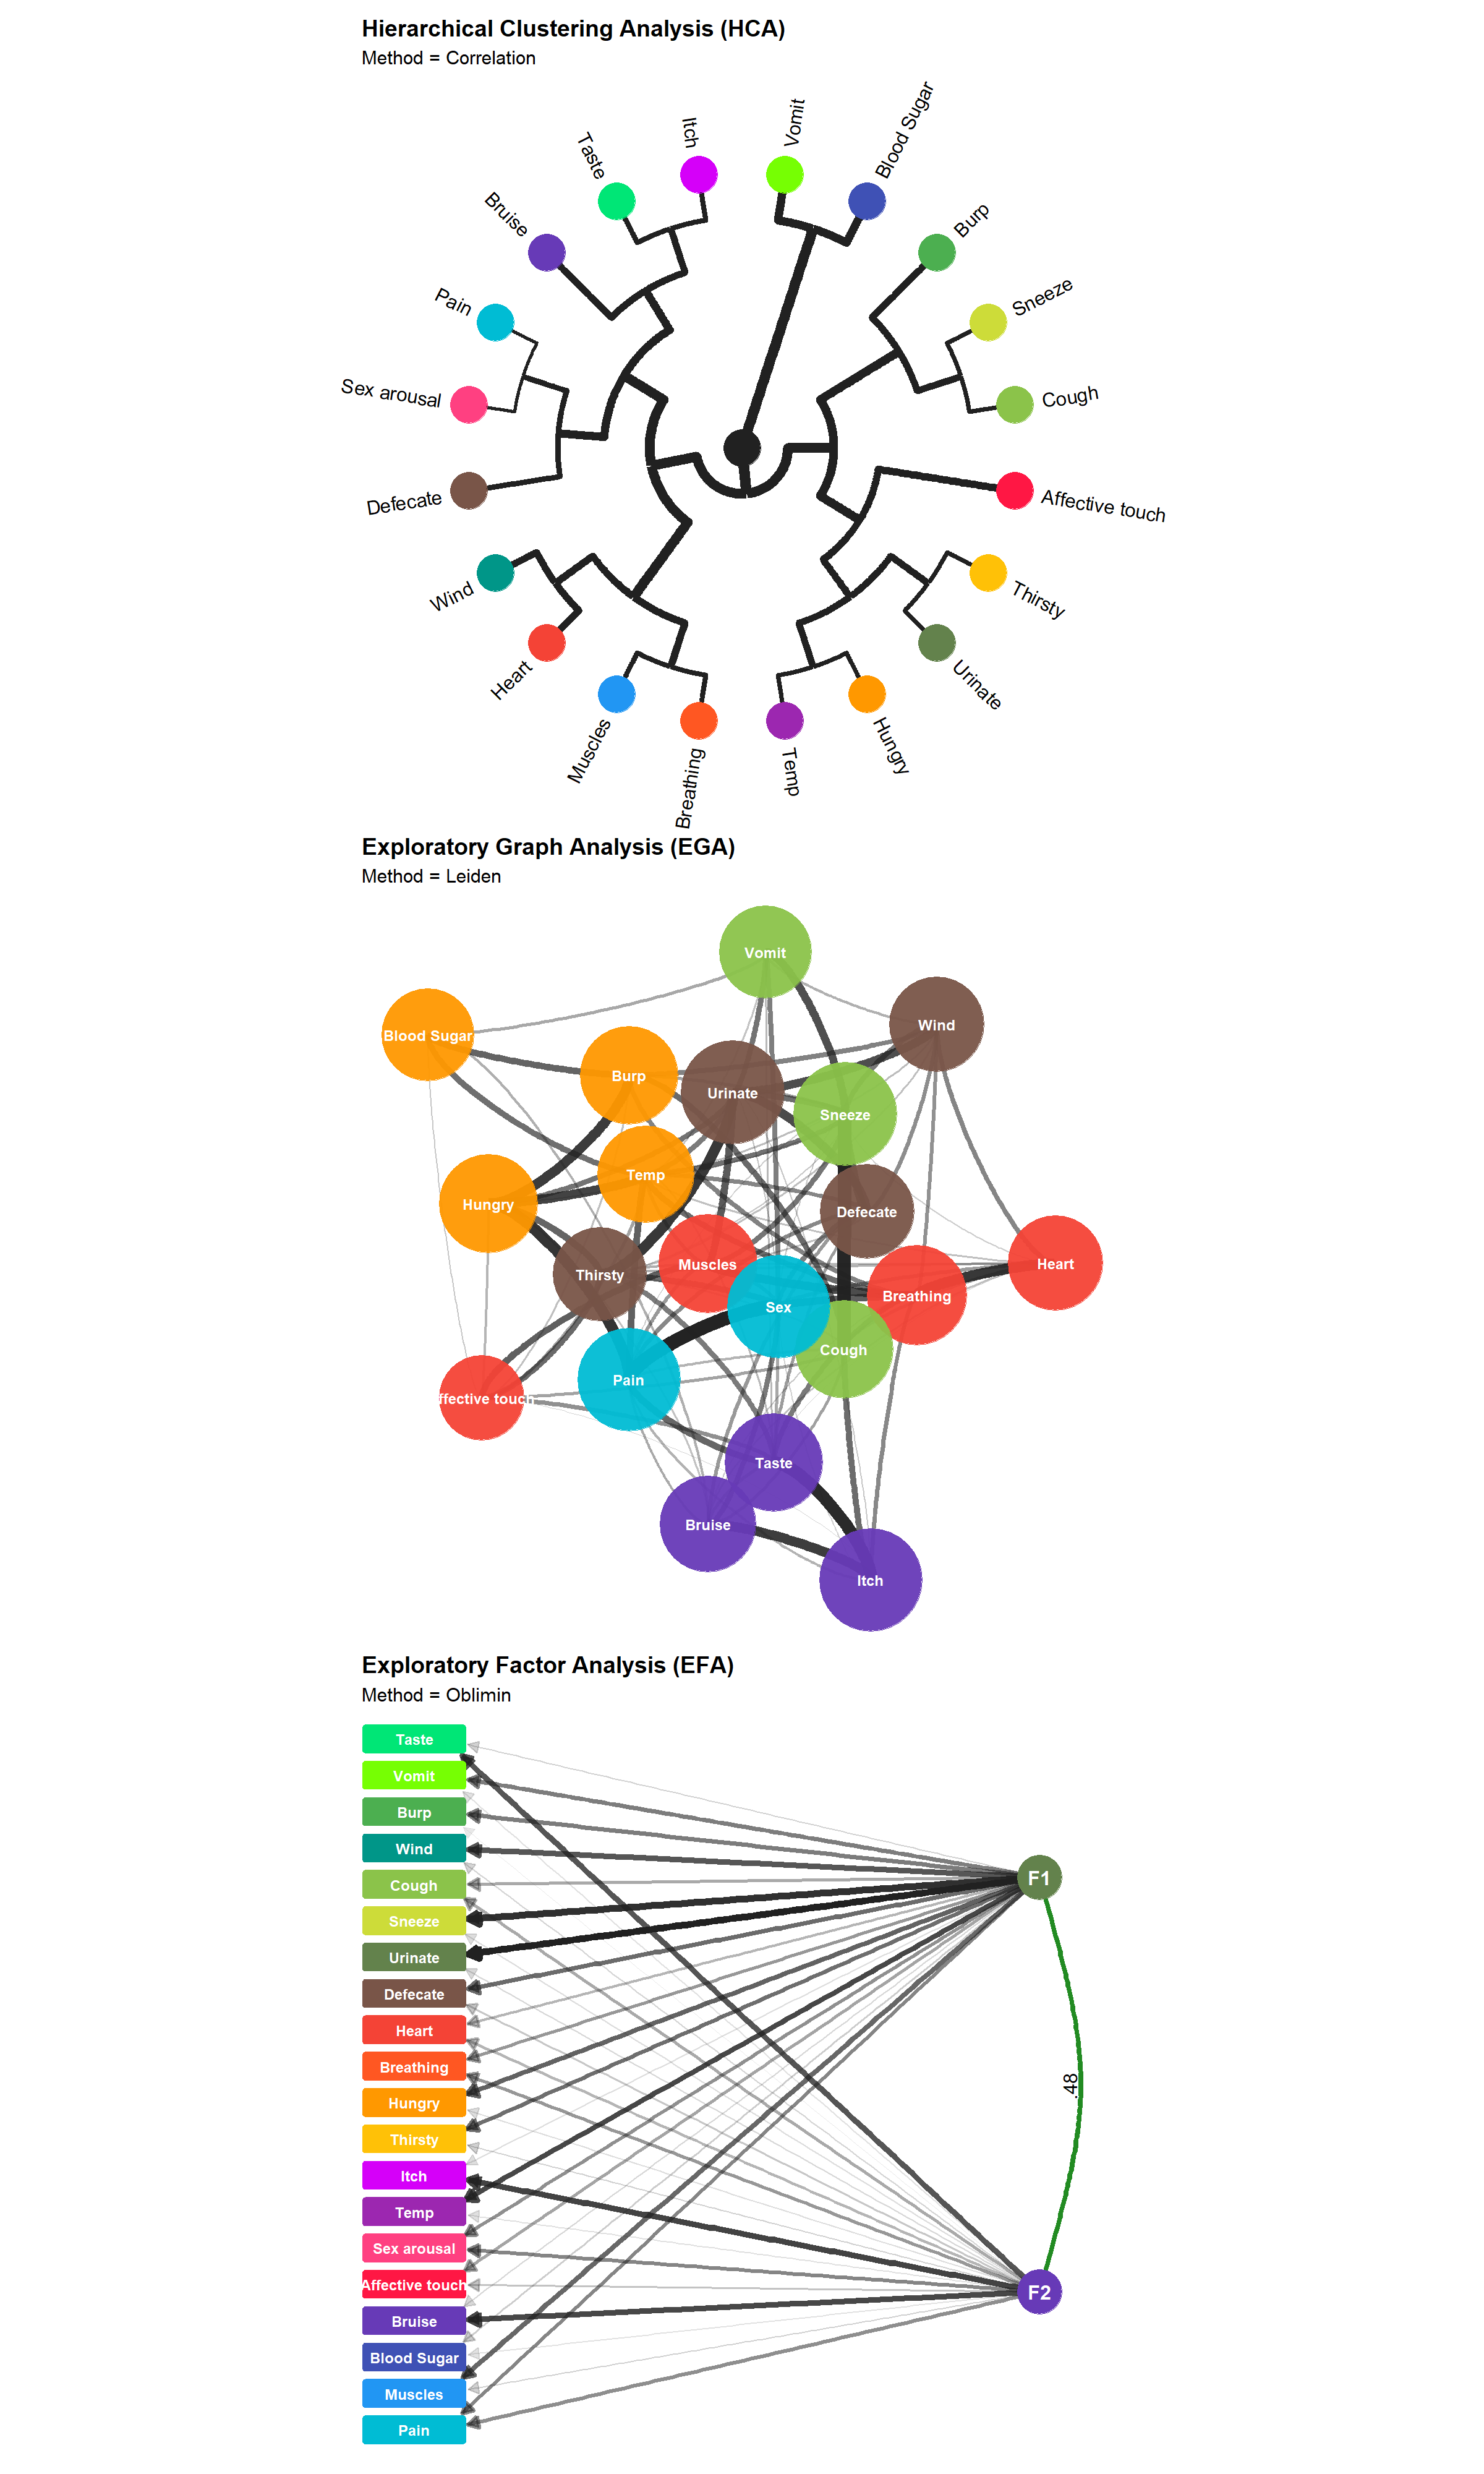 Hierarchical Clustering Analysis (HCA)
Method = Correlation
Vomit
Blood Sugar
Itch
Taste
Burp
Bruise
Sneeze
Pain
Cough
Sex arousal
Affective touch
Defecate
Thirsty
Wind
Urinate
Heart
Hungry
Muscles
Temp
Breathing
Exploratory Graph Analysis (EGA)
Method = Leiden
Vomit
Wind
Blood Sugar
Burp
Urinate
Sneeze
Temp
Hungry
Defecate
Muscles
Heart
Thirsty
Breathing
Sex
Cough
Pain
ffective touch
Taste
Bruise
Itch
Exploratory Factor Analysis (EFA)
Method = Oblimin
Taste
Vomit
Burp
Wind
Cough
Sneeze
Urinate
Defecate
Heart
Breathing
Hungry
Thirsty
Itch
Temp
Sex arousal
Affective touch
Bruise
Blood Sugar
Muscles
Pain
F1
.48
F2